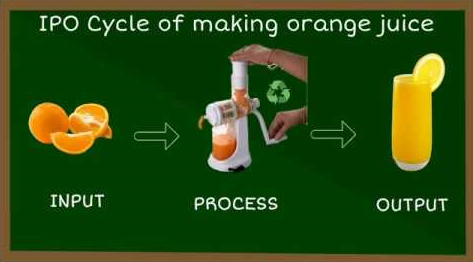 IPO Cycle of making orange juice
INPUT
PROCESS
OUTPUT